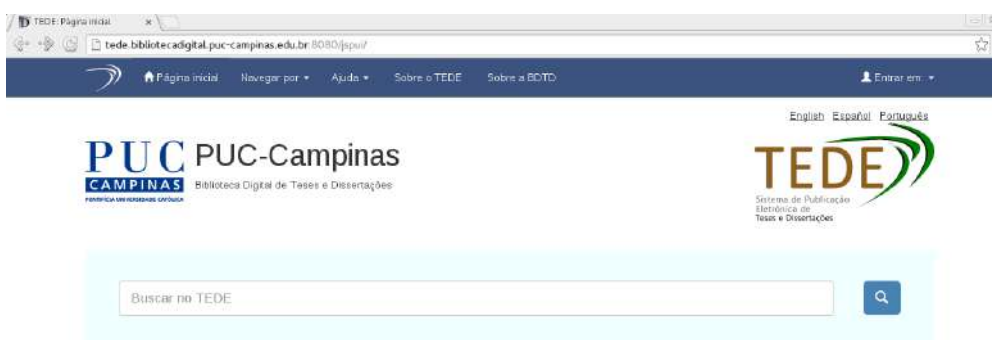 TEDE: Página inicial
tede.bibliotecadigital.puc-campinas.edu.br:8080/jspui/
Página inicial Navegar por Ajuda Sobre o TEDE Sobre a BDTD Entrar em:
English Español Português
PUC PUC-Campinas
CAMPINAS Biblioteca Digital de Teses e Dissertações
PONTIFÍCIA UNIVERSIDADE CATÓLICA
TEDE
Sistema de Publicação
Eletrônica de
Teses e Dissertações
Buscar no TEDE